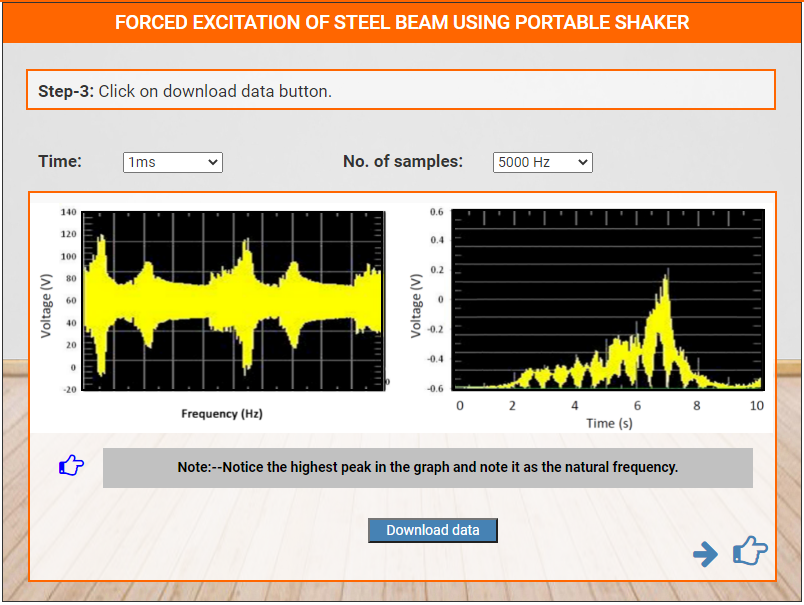 FORCED EXCITATION OF STEEL BEAM USING PORTABLE SHAKER
Step-3: Click on download data button.
Time: 1ms No. of samples: 5000 Hz
140
120
100
80
60
40
20
0
-20
Voltage (V)
0
Frequency (Hz)
0.6
0.4
0.2
0
-0.2
-0.4
-0.6
Voltage (V)
0 2 4 6 8 10
Time (s)
Note:--Notice the highest peak in the graph and note it as the natural frequency.
Download data